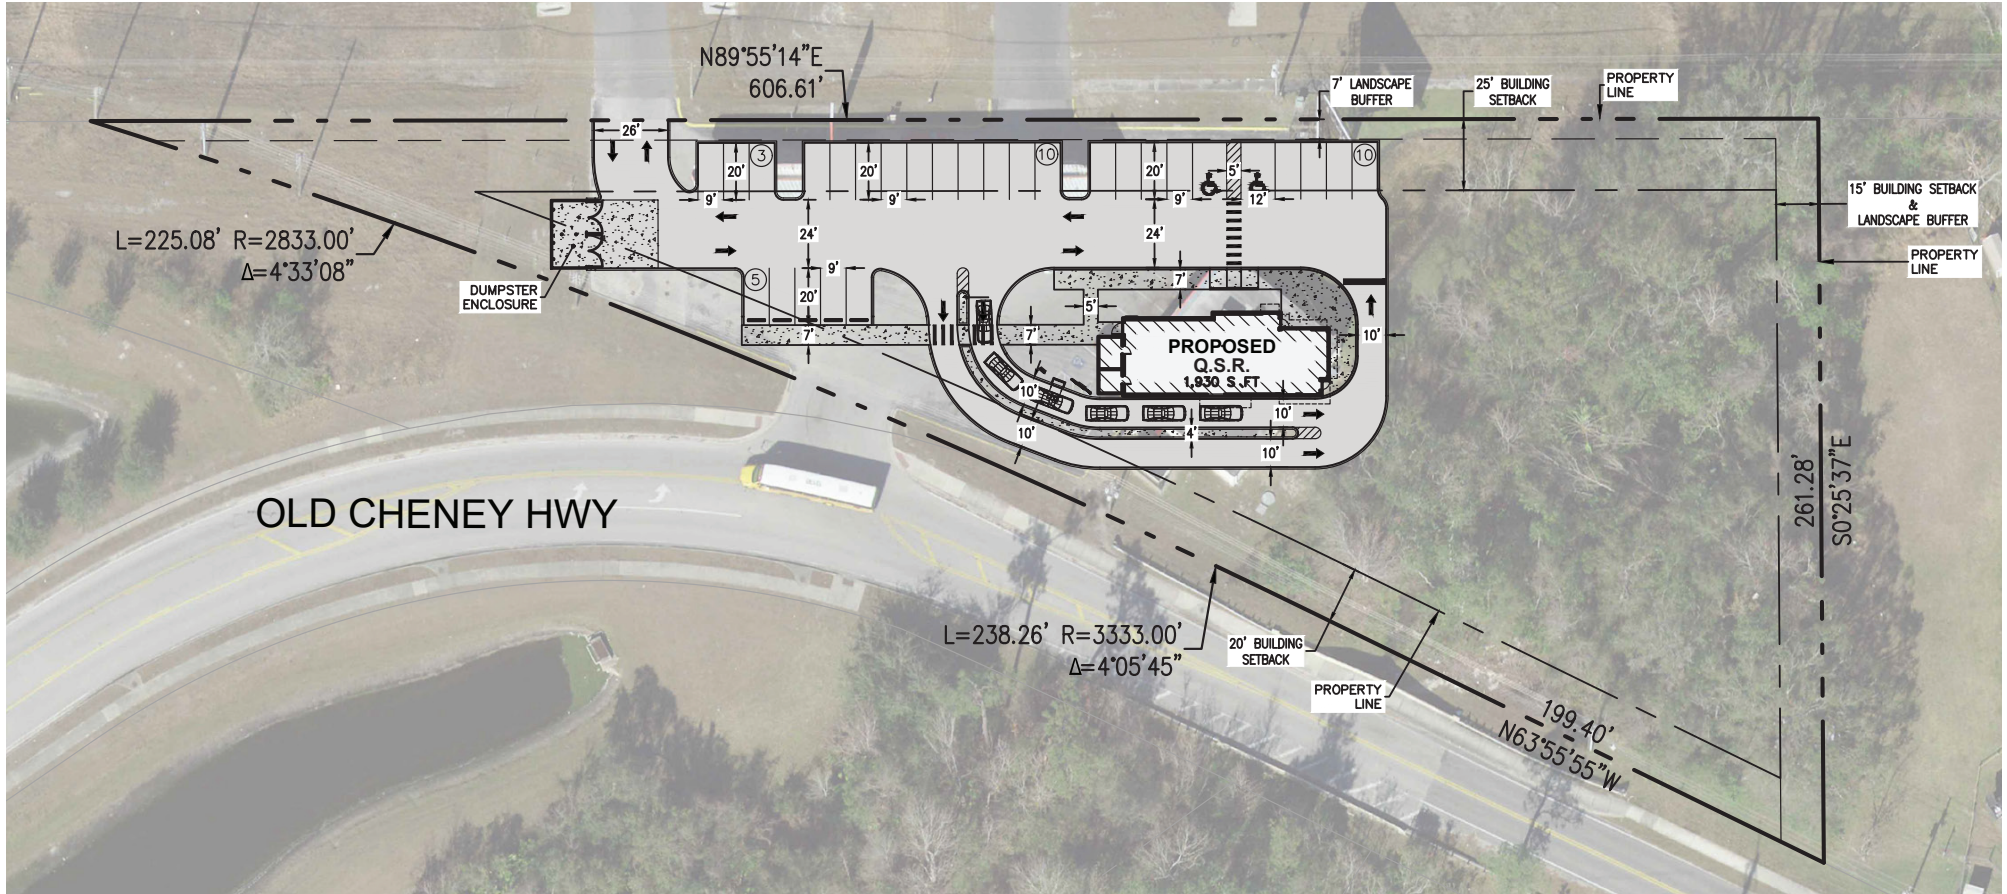 N89°55'14"E
606.61'
7' LANDSCAPE
BUFFER
25' BUILDING
SETBACK
PROPERTY
LINE
26'
3
10
10
20'
20'
20'
5'
9'
9'
9'
12'
15' BUILDING SETBACK
&
LANDSCAPE BUFFER
L=225.08' R=2833.00'
Δ=4°33'08"
24'
24'
PROPERTY
LINE
DUMPSTER
ENCLOSURE
5
9'
20'
7'
5'
7'
7'
10'
PROPOSED
Q.S.R.
1,930 S.FT
10'
10'
10'
4'
10'
OLD CHENEY HWY
261.28'
S0°25'37"E
L=238.26' R=3333.00'
Δ=4°05'45"
20' BUILDING
SETBACK
PROPERTY
LINE
199.40'
N63°55'55"W